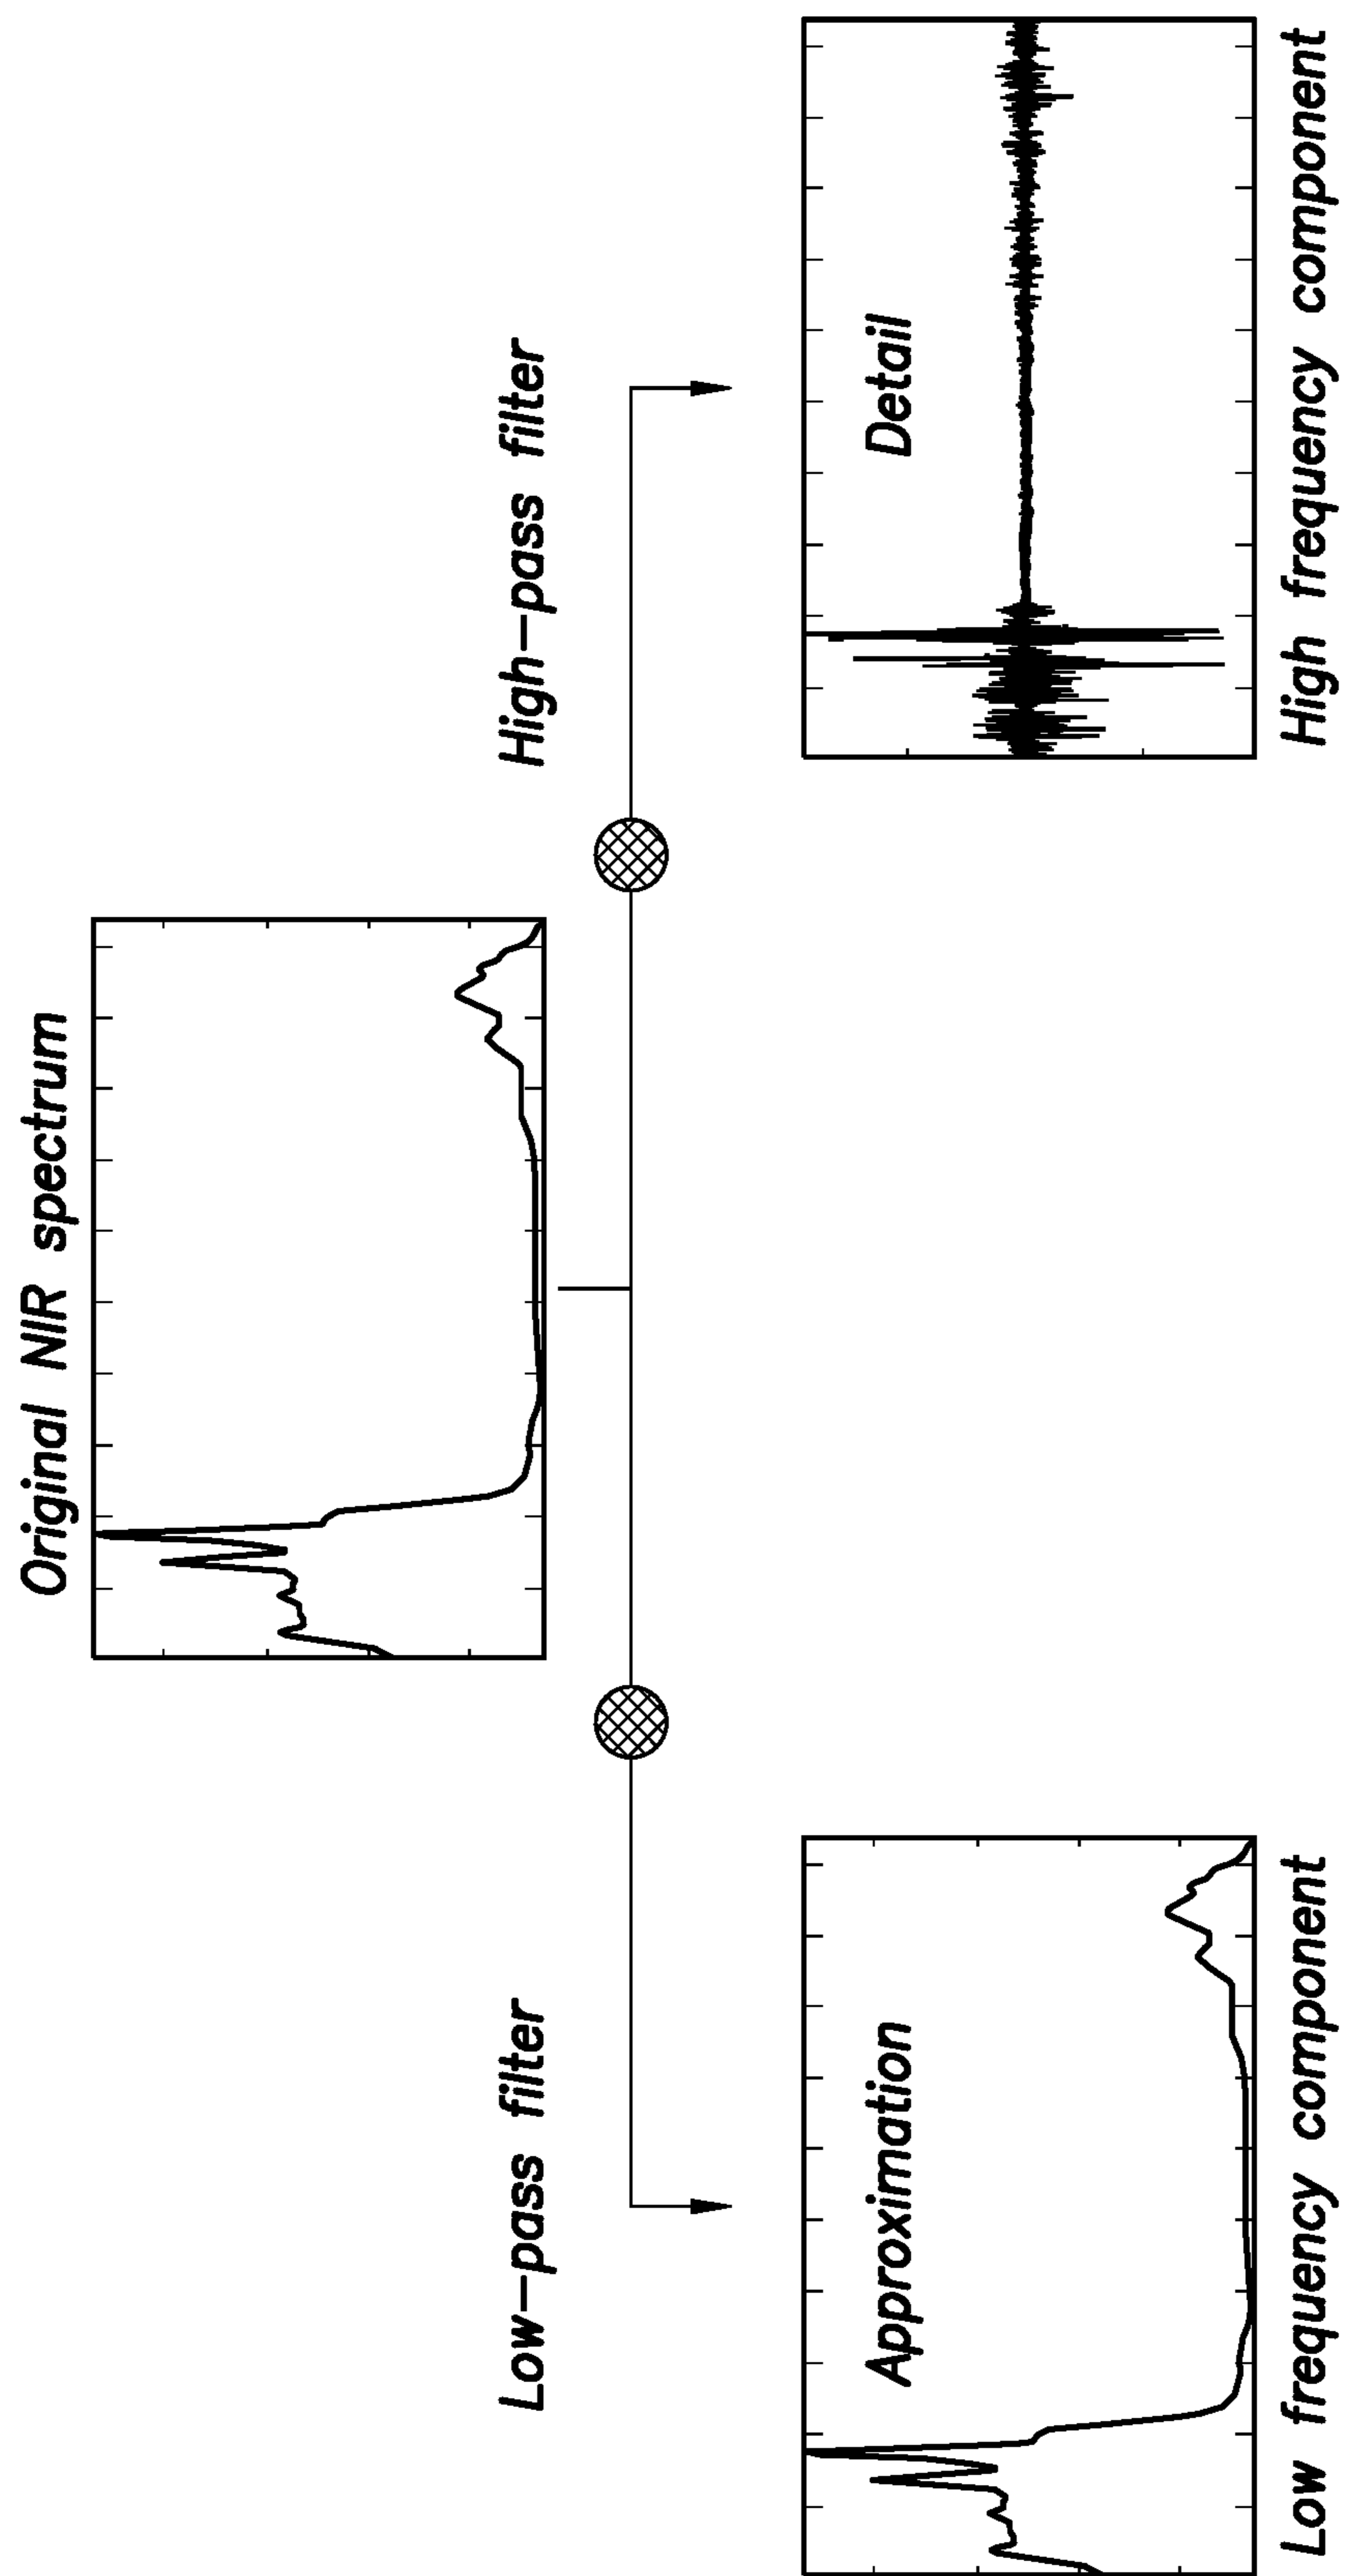 Original NIR spectrum
Low-pass filter
High-pass filter
Approximation
Detail
Low frequency component
High frequency component